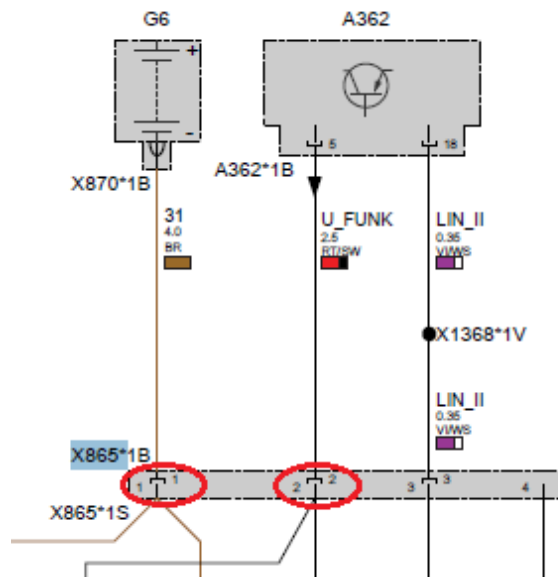 G6
A362
+
-
5
18
X870*1B
A362*1B
31
4.0
BR
U_FUNK
2.5
RT/SW
LIN_II
0.35
VI/WS
X1368*1V
LIN_II
0.35
VI/WS
X865*1B
1
1
2
2
3
3
4
X865*1S